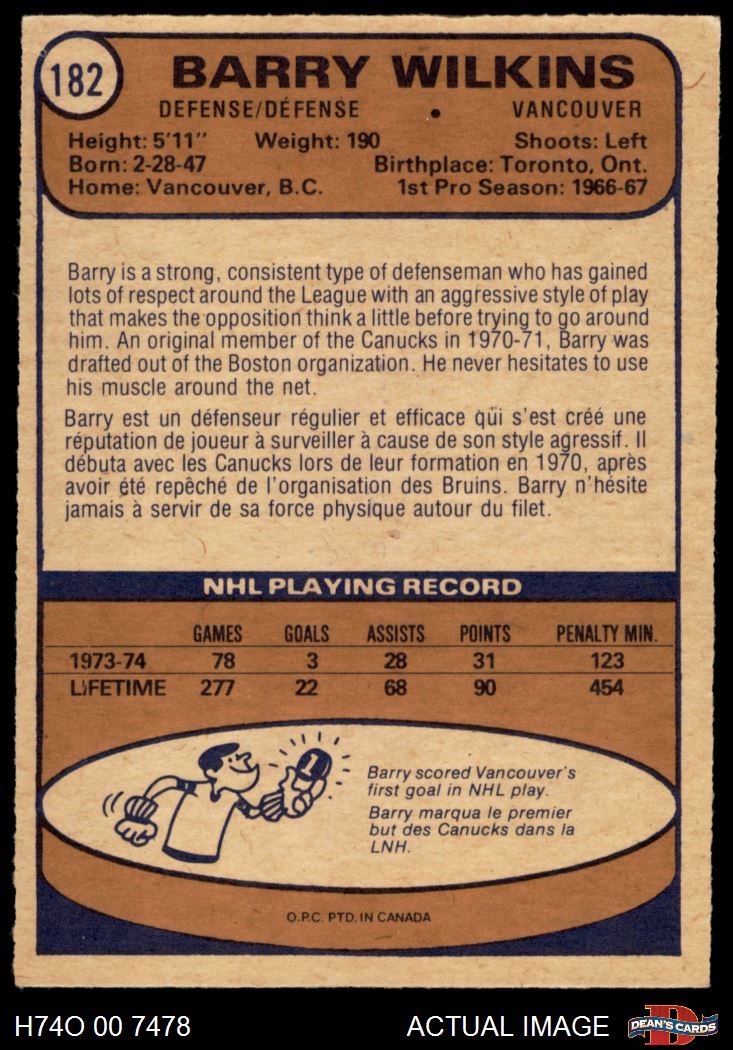 182
BARRY WILKINS
DEFENSE/DÉFENSE • VANCOUVER
Height: 5'11" Weight: 190 Shoots: Left
Born: 2-28-47 Birthplace: Toronto, Ont.
Home: Vancouver, B.C. 1st Pro Season: 1966-67
Barry is a strong, consistent type of defenseman who has gained
lots of respect around the League with an aggressive style of play
that makes the opposition think a little before trying to go around
him. An original member of the Canucks in 1970-71, Barry was
drafted out of the Boston organization. He never hesitates to use
his muscle around the net.
Barry est un défenseur régulier et efficace qui s'est créé une
réputation de joueur à surveiller à cause de son style agressif. Il
débuta avec les Canucks lors de leur formation en 1970, après
avoir été repêché de l'organisation des Bruins. Barry n'hésite
jamais à servir de sa force physique autour du filet.
NHL PLAYING RECORD
GAMES GOALS ASSISTS POINTS PENALTY MIN.
1973-74 78 3 28 31 123
LIFETIME 277 22 68 90 454
1
Barry scored Vancouver's
first goal in NHL play.
Barry marqua le premier
but des Canucks dans la
LNH.
O.P.C. PTD. IN CANADA
H74O 00 7478 ACTUAL IMAGE D DEAN'S CARDS